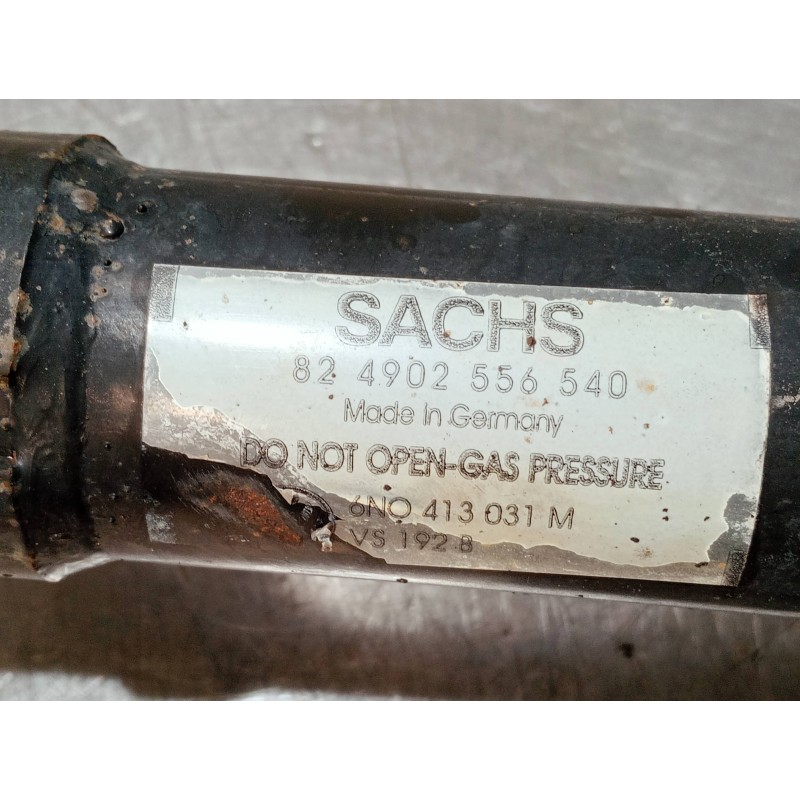 SACHS
82 4902 556 540
Made In Germany
DO NOT OPEN-GAS PRESSURE
6N0 413 031 M
VS 192 B